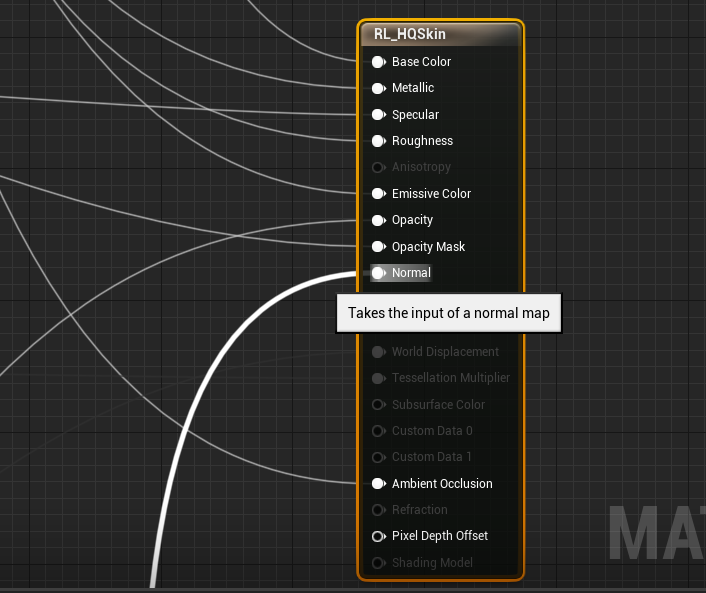 RL_HQSkin
Base Color
Metallic
Specular
Roughness
Anisotropy
Emissive Color
Opacity
Opacity Mask
Normal
Takes the input of a normal map
World Displacement
Tessellation Multiplier
Subsurface Color
Custom Data 0
Custom Data 1
Ambient Occlusion
Refraction
MA
Pixel Depth Offset
Shading Model